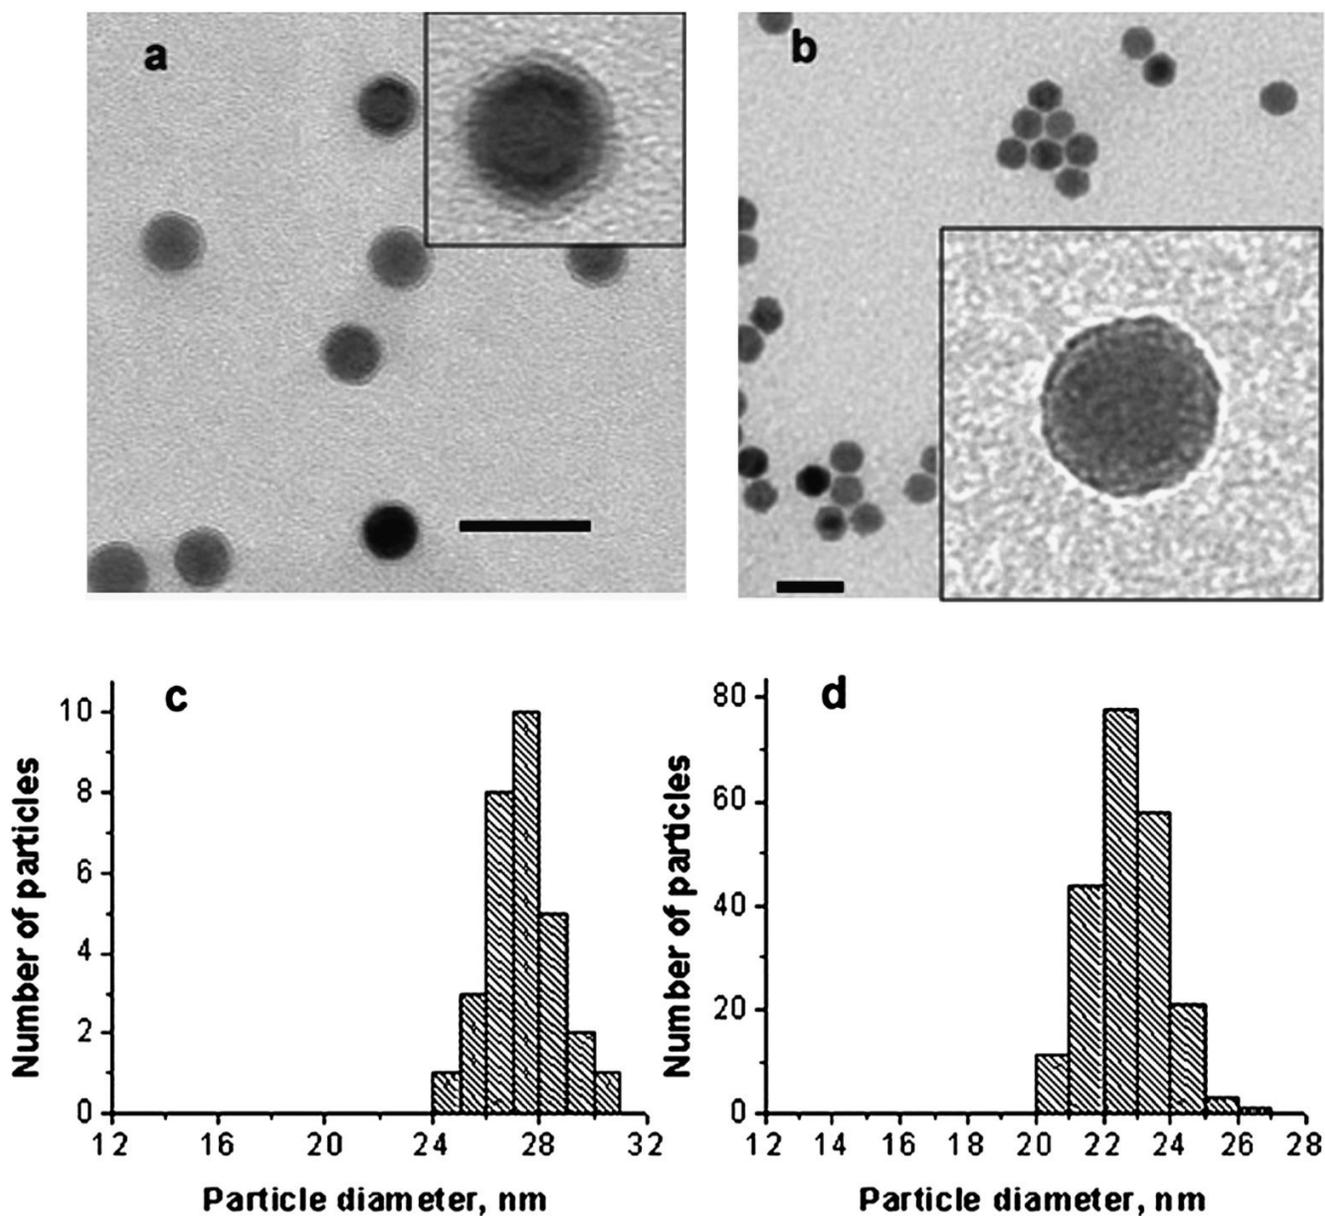 a
b
c
10
8
6
4
2
0
12 16 20 24 28 32
Number of particles
Particle diameter, nm
d
80
60
40
20
0
12 14 16 18 20 22 24 26 28
Number of particles
Particle diameter, nm